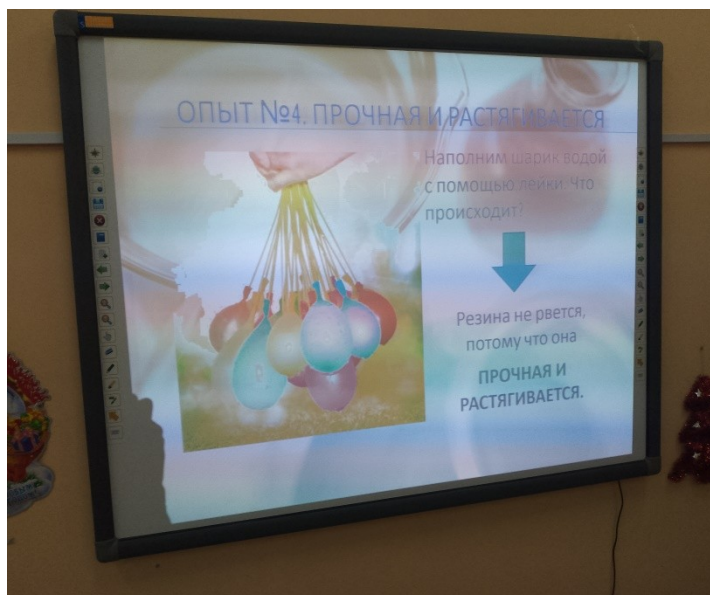 ОПЫТ №4. ПРОЧНАЯ И РАСТЯГИВАЕТСЯ
Наполним шарик водой
с помощью лейки. Что
происходит?
Резина не рвется,
потому что она
ПРОЧНАЯ И
РАСТЯГИВАЕТСЯ.